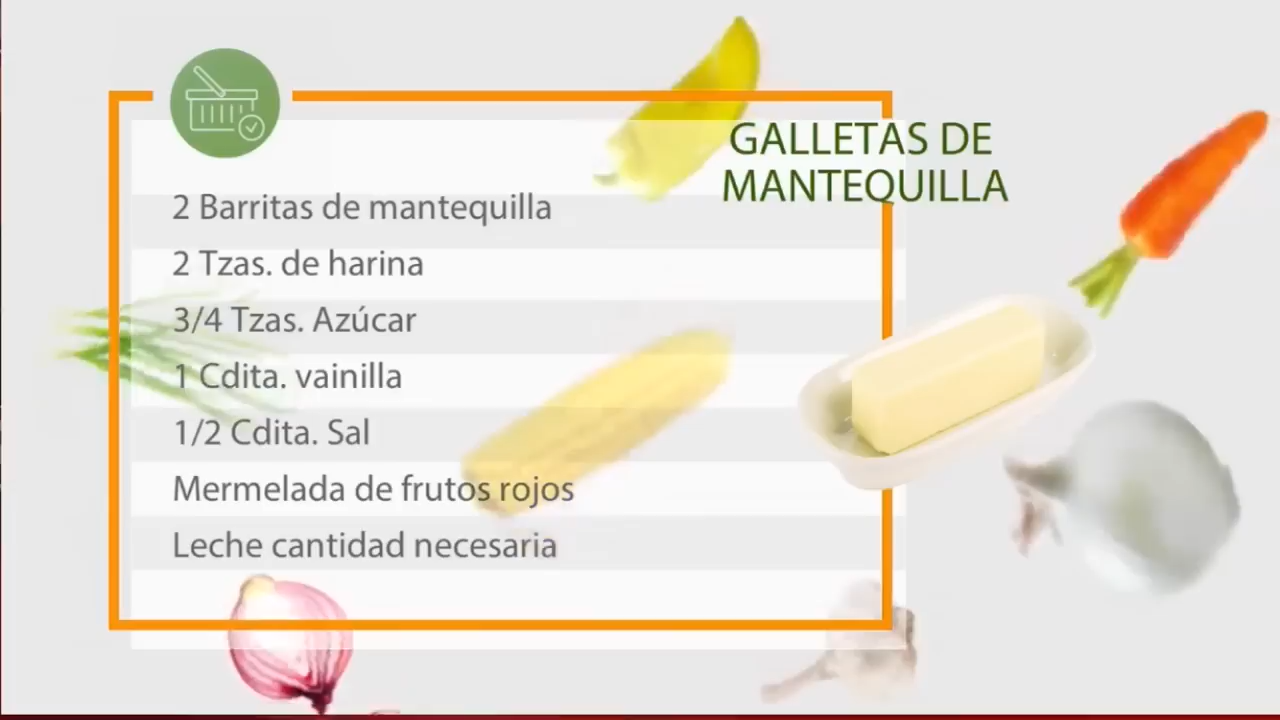 GALLETAS DE
MANTEQUILLA
2 Barritas de mantequilla
2 Tzas. de harina
3/4 Tzas. Azúcar
1 Cdita. vainilla
1/2 Cdita. Sal
Mermelada de frutos rojos
Leche cantidad necesaria